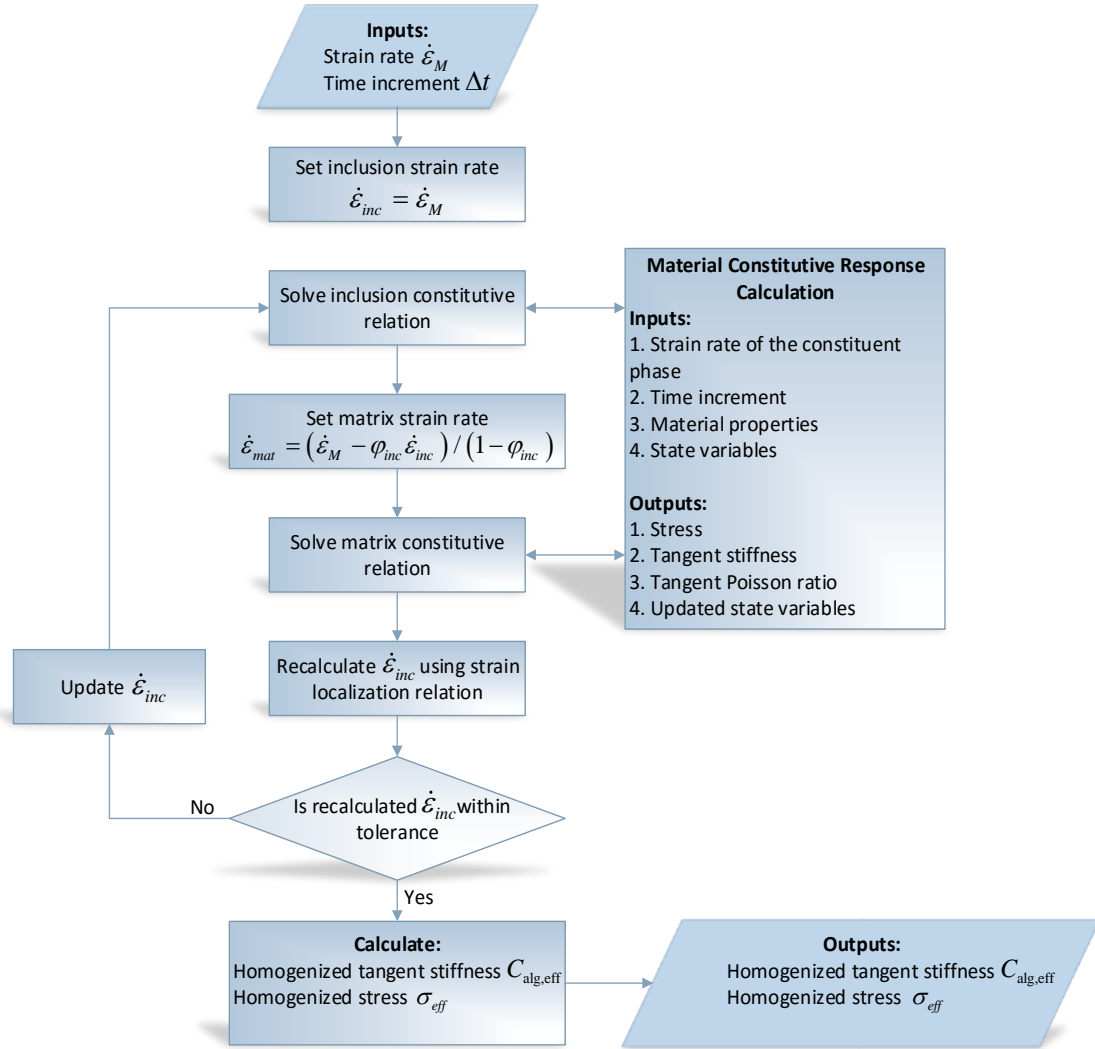 Inputs:
Strain rate ε̇_M
Time increment Δt
Set inclusion strain rate
ε̇_inc = ε̇_M
Solve inclusion constitutive
relation
Material Constitutive Response
Calculation
Inputs:
1. Strain rate of the constituent
phase
2. Time increment
3. Material properties
4. State variables
Outputs:
1. Stress
2. Tangent stiffness
3. Tangent Poisson ratio
4. Updated state variables
Set matrix strain rate
ε̇_mat = (ε̇_M − φ_inc ε̇_inc) / (1 − φ_inc)
Solve matrix constitutive
relation
Recalculate ε̇_inc using strain
localization relation
Update ε̇_inc
No
Is recalculated ε̇_inc within
tolerance
Yes
Calculate:
Homogenized tangent stiffness C_alg,eff
Homogenized stress σ_eff
Outputs:
Homogenized tangent stiffness C_alg,eff
Homogenized stress σ_eff